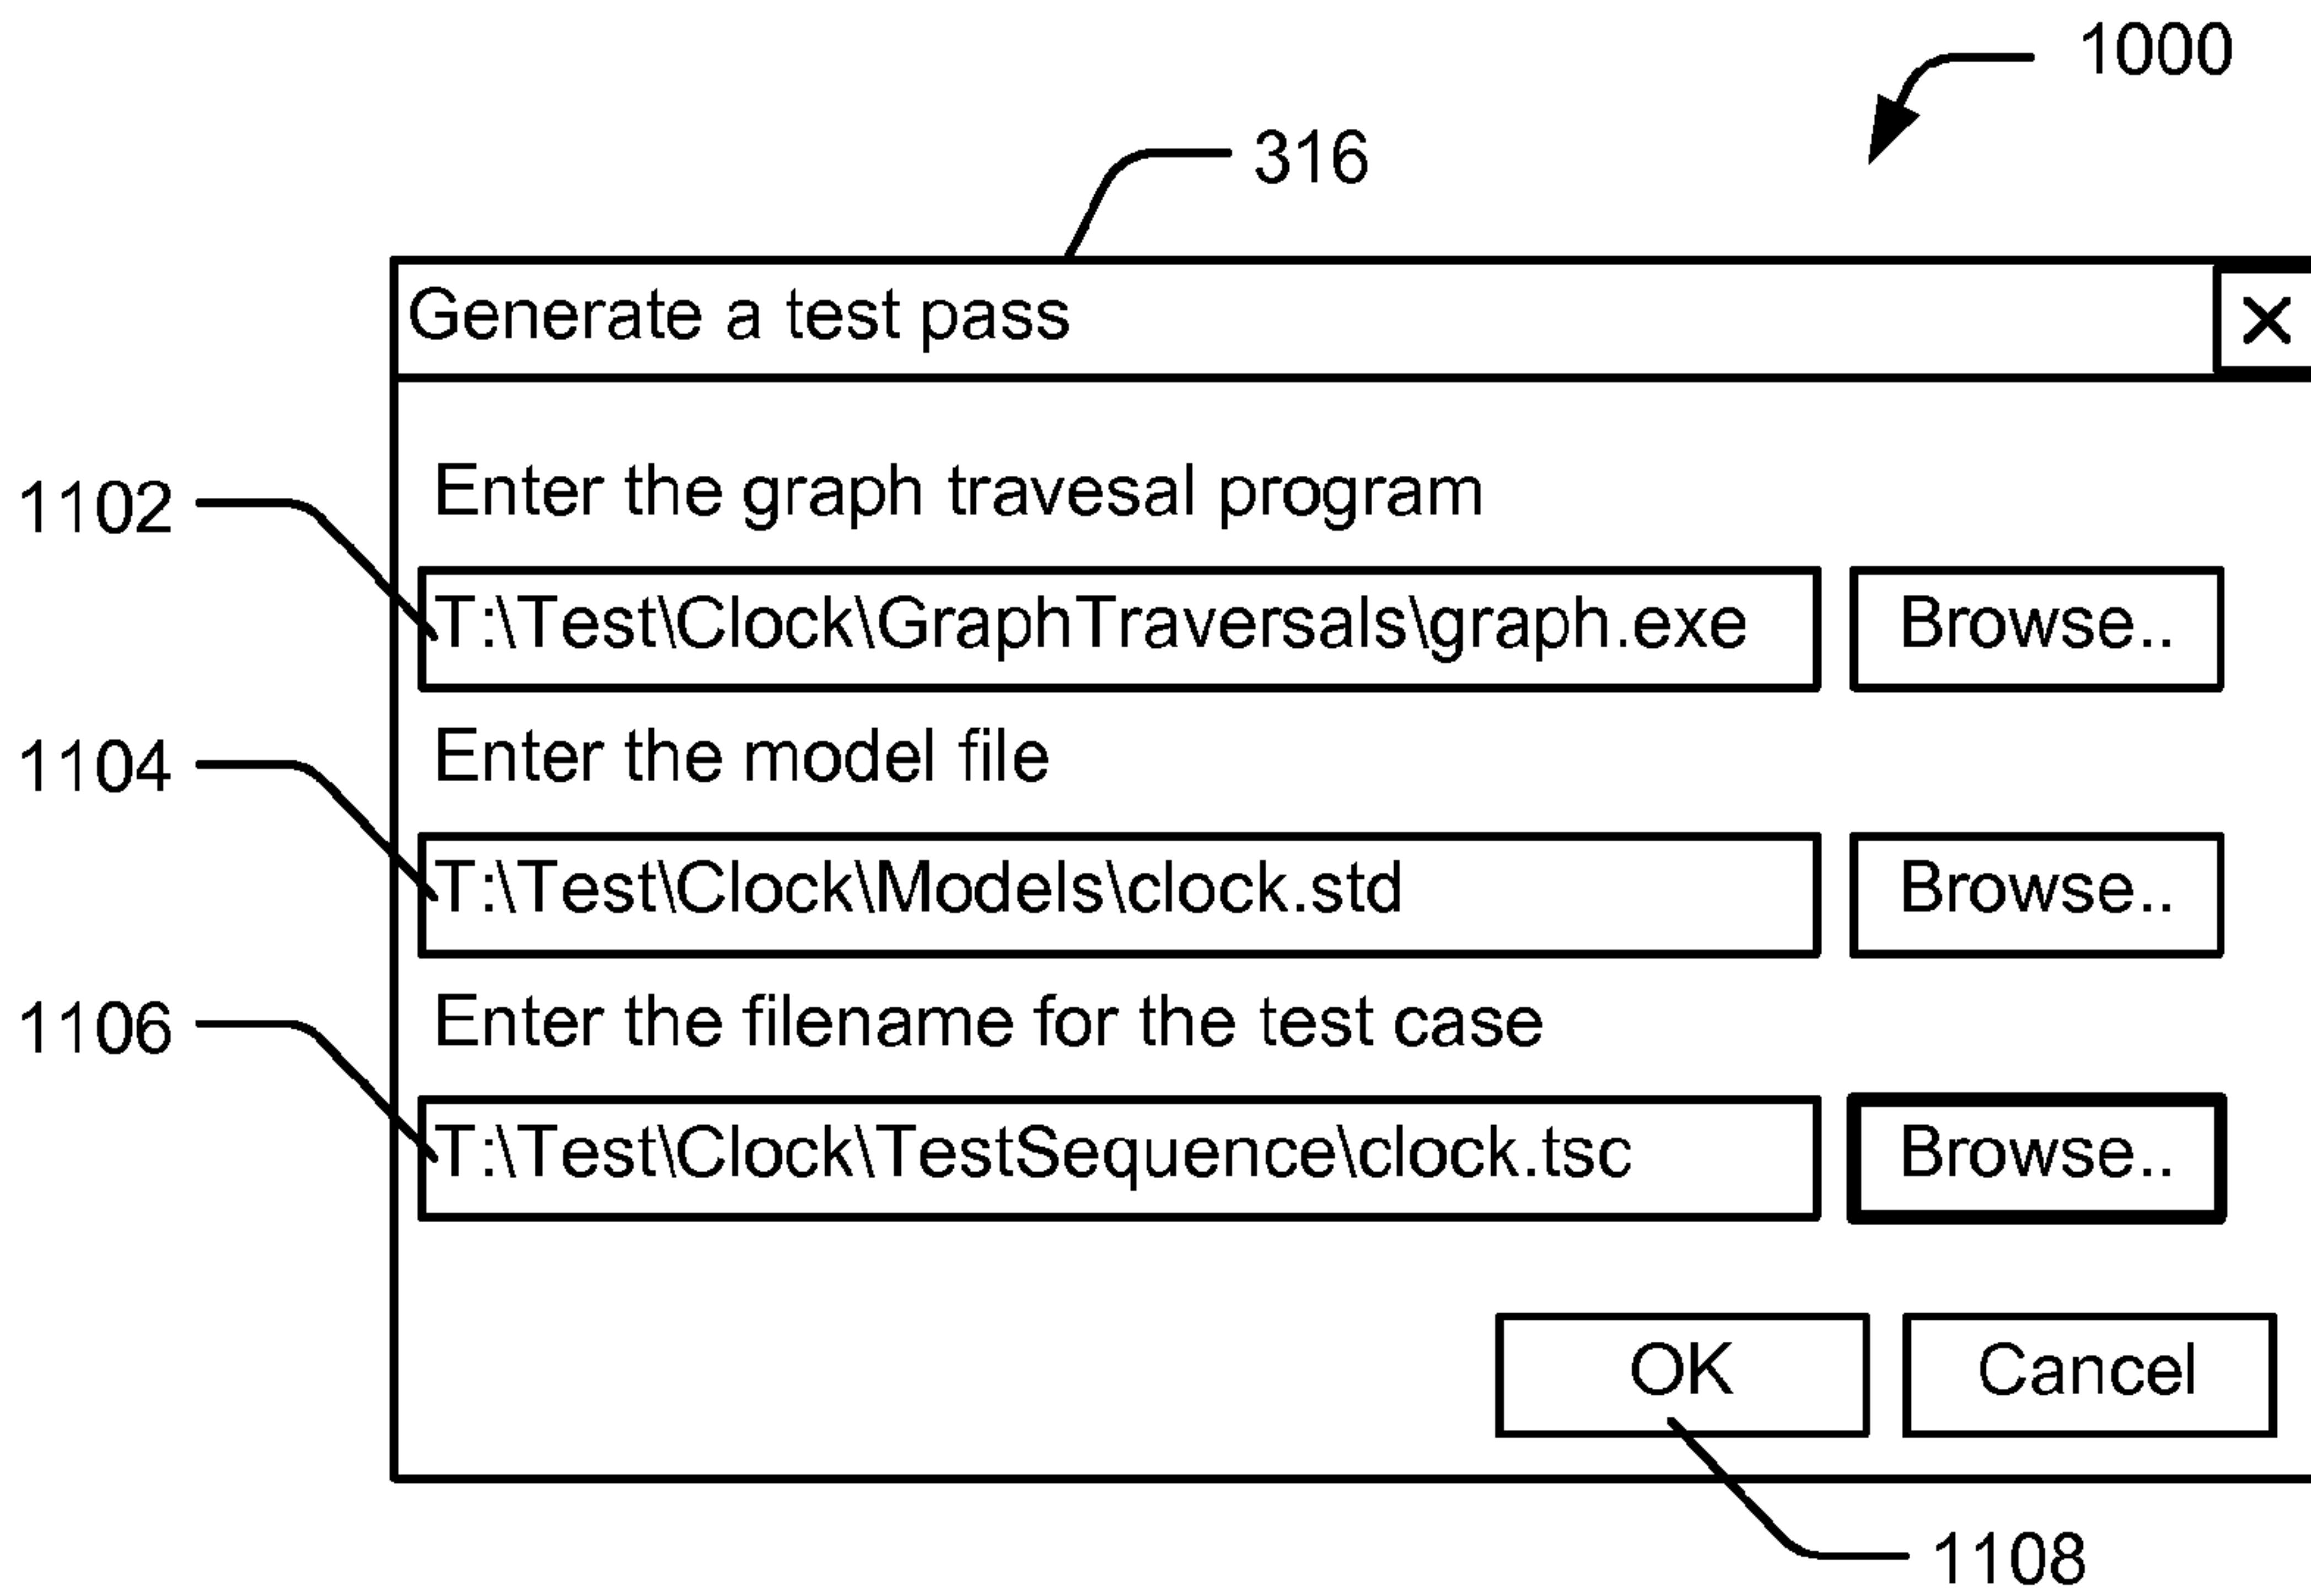 1000
316
Generate a test pass
X
Enter the graph travesal program
1102
T:\Test\Clock\GraphTraversals\graph.exe Browse..
Enter the model file
1104
T:\Test\Clock\Models\clock.std Browse..
Enter the filename for the test case
1106
T:\Test\Clock\TestSequence\clock.tsc Browse..
OK Cancel
1108